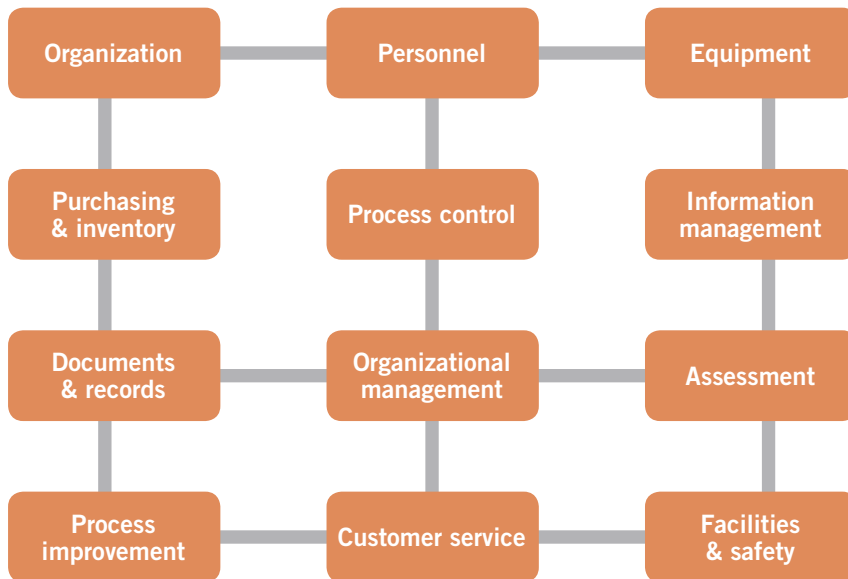 Organization
Personnel
Equipment
Purchasing
& inventory
Process control
Information
management
Documents
& records
Organizational
management
Assessment
Process
improvement
Customer service
Facilities
& safety